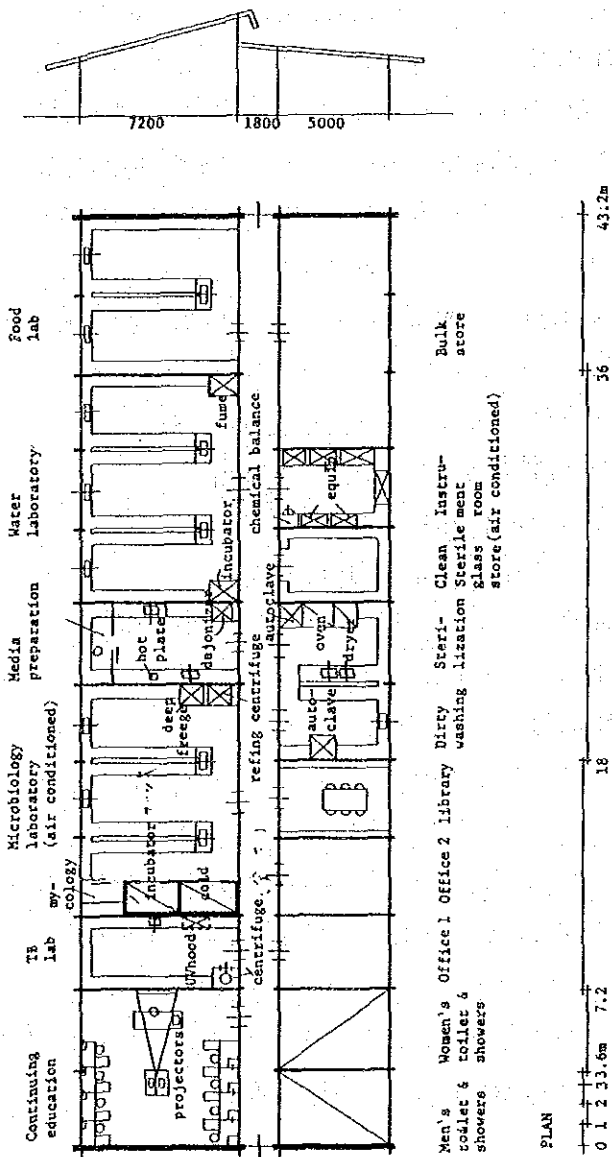 7200 1800 5000
Continuing
education
TB
lab
my-
cology
Microbiology
laboratory
(air conditioned)
Media
preparation
Water
laboratory
Food
lab
projectors
UVhood
incubator
cold
deep
freege
hot
plate
dajonizer
incubator
fume
centrifuge
refing centrifuge
autoclave
chemical balance
auto-
clave
oven
dryer
equip
Men's
toilet &
showers
Women's
toilet &
showers
Office 1
Office 2
library
Dirty
washing
Steri-
lization
Clean
Sterile
glass
store
Instru-
ment
room
(air conditioned)
Bulk
store
PLAN
0 1 2 3 3.6m 7.2 18 36 43.2m